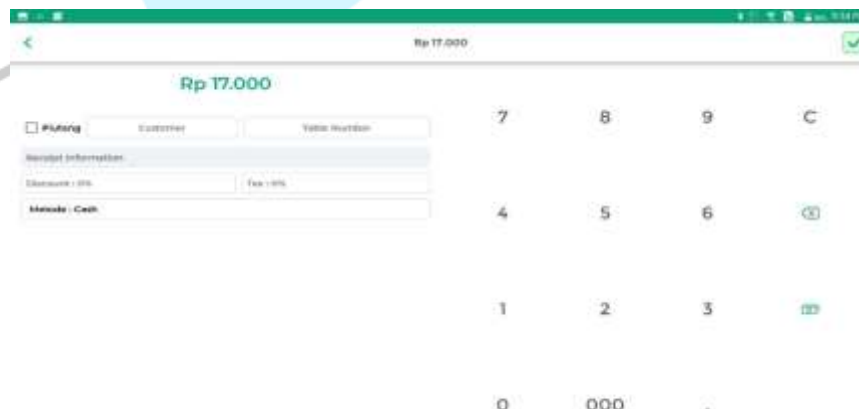 Rp 17.000
Rp 17.000
Piutang Customer Table Number
Receipt Information
Discount : 0% Tax : 0%
Metode : Cash
7 8 9 C
4 5 6
1 2 3
0 000 .